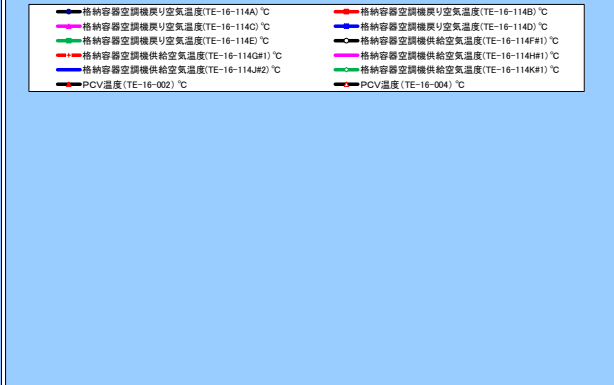 格納容器空調機戻り空気温度(TE-16-114A) ℃ 格納容器空調機戻り空気温度(TE-16-114B) ℃
格納容器空調機戻り空気温度(TE-16-114C) ℃ 格納容器空調機戻り空気温度(TE-16-114D) ℃
格納容器空調機戻り空気温度(TE-16-114E) ℃ 格納容器空調機供給空気温度(TE-16-114F#1) ℃
格納容器空調機供給空気温度(TE-16-114G#1) ℃ 格納容器空調機供給空気温度(TE-16-114H#1) ℃
格納容器空調機供給空気温度(TE-16-114J#2) ℃ 格納容器空調機供給空気温度(TE-16-114K#1) ℃
PCV温度(TE-16-002) ℃ PCV温度(TE-16-004) ℃